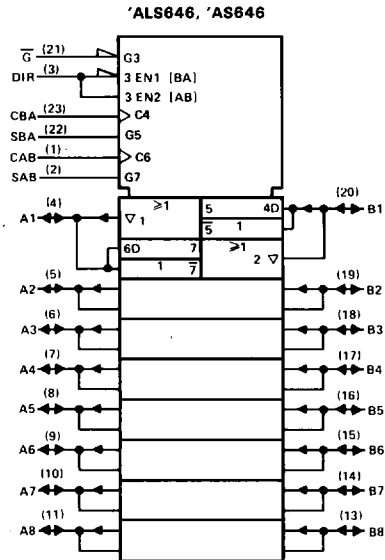 'ALS646, 'AS646
G̅ (21) G3
DIR (3) 3 EN1 [BA]
3 EN2 [AB]
CBA (23) C4
SBA (22) G5
CAB (1) C6
SAB (2) G7
A1 (4) ≥1 5 4D (20) B1
▽ 1 5̅ 1
6D 7 ≥1
1 7̅ 2 ▽
A2 (5) (19) B2
A3 (6) (18) B3
A4 (7) (17) B4
A5 (8) (16) B5
A6 (9) (15) B6
A7 (10) (14) B7
A8 (11) (13) B8